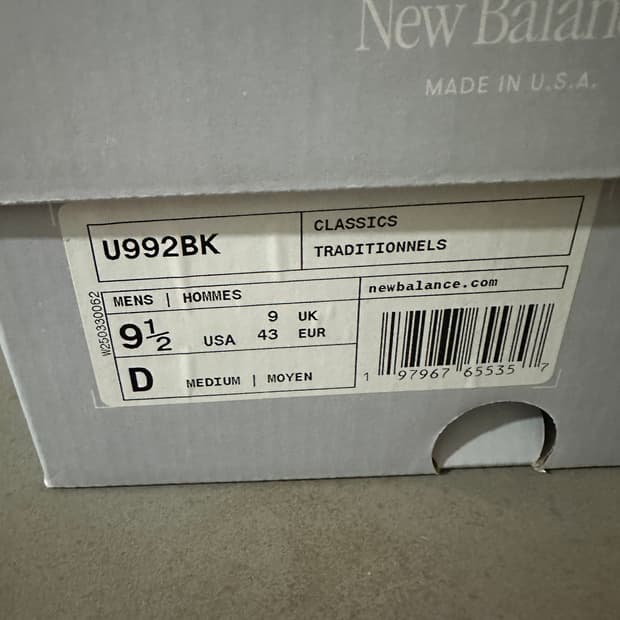 New Balan
MADE IN U.S.A.
U992BK
CLASSICS
TRADITIONNELS
MENS | HOMMES
newbalance.com
9½ USA
9 UK
43 EUR
D MEDIUM | MOYEN
W250330062
1 97967 65535 7